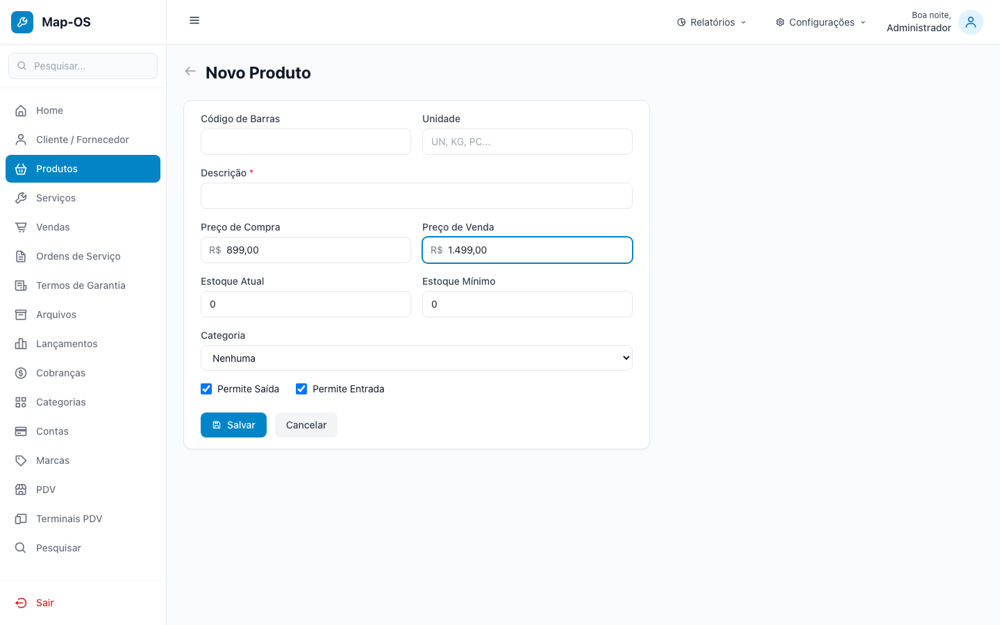 Map-OS
Relatórios
Configurações
Boa noite,
Administrador
Pesquisar...
Home
Cliente / Fornecedor
Produtos
Serviços
Vendas
Ordens de Serviço
Termos de Garantia
Arquivos
Lançamentos
Cobranças
Categorias
Contas
Marcas
PDV
Terminais PDV
Pesquisar
Sair
Novo Produto
Código de Barras
Unidade
UN, KG, PC...
Descrição *
Preço de Compra
Preço de Venda
R$ 899,00
R$ 1.499,00
Estoque Atual
Estoque Mínimo
0
0
Categoria
Nenhuma
Permite Saída
Permite Entrada
Salvar
Cancelar